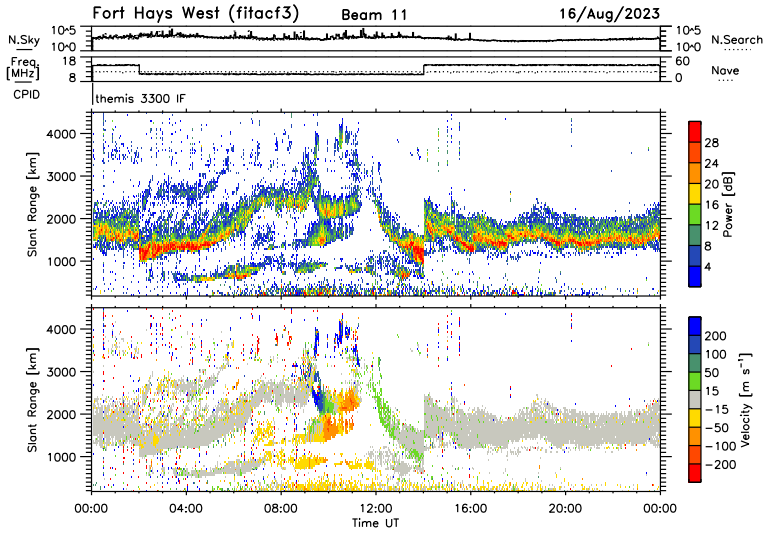 Fort Hays West (fitacf3) Beam 11 16/Aug/2023
N.Sky 10^5 10^0 10^5 10^0 N.Search
Freq. [MHz] 18 8 60 0 Nave
CPID themis 3300 IF
Slant Range [km]
4000
3000
2000
1000
Power [dB]
28
24
20
16
12
8
4
Slant Range [km]
4000
3000
2000
1000
Velocity [m s⁻¹]
200
100
50
15
−15
−50
−100
−200
00:00 04:00 08:00 12:00 16:00 20:00 00:00
Time UT